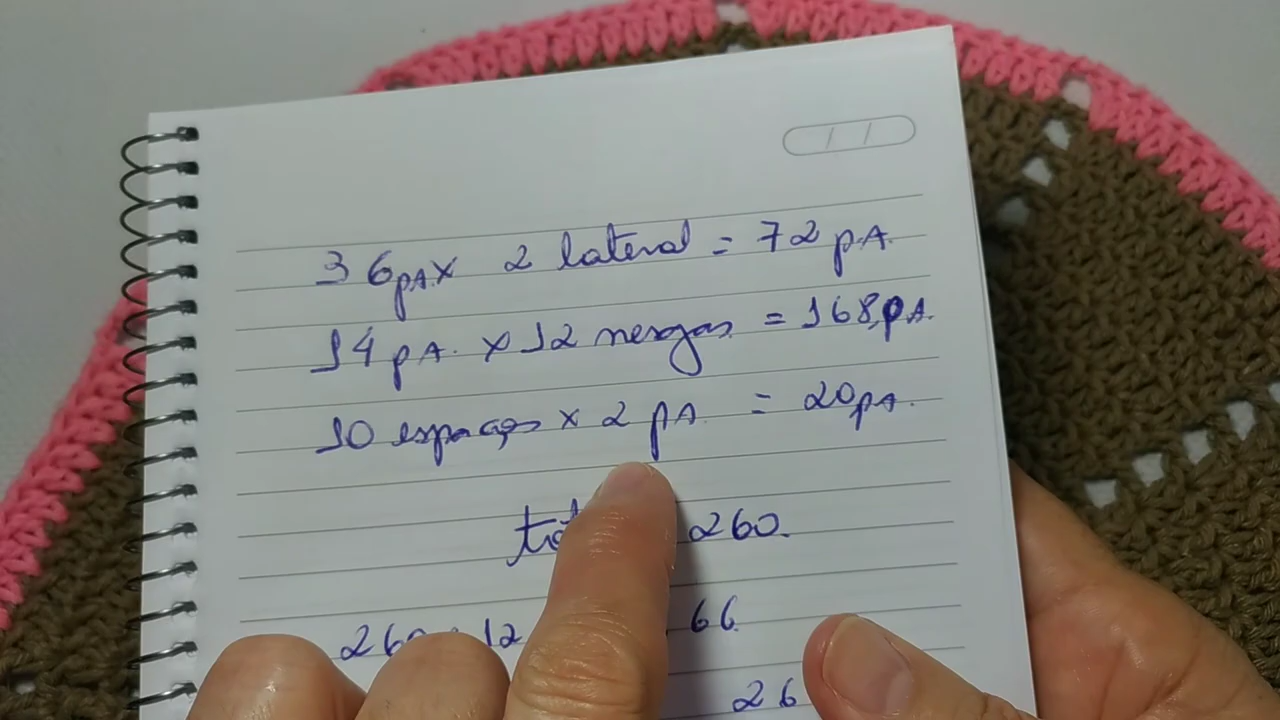 36 pA x 2 lateral = 72 pA.
14 pA. x 12 nesgas = 168 pA.
10 espaços x 2 pA = 20 pA.
260.
12 66
26